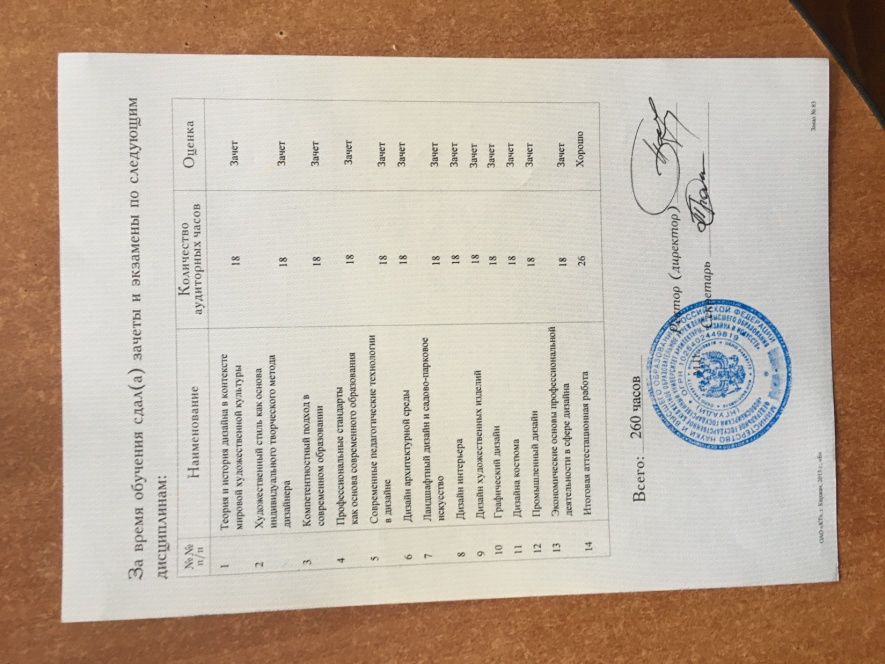 За время обучения сдал(а) зачеты и экзамены по следующим
дисциплинам:
№№ п/п Наименование Количество аудиторных часов Оценка
1 Теория и история дизайна в контексте
мировой художественной культуры 18 Зачет
2 Художественный стиль как основа
индивидуального творческого метода
дизайнера 18 Зачет
3 Компетентностный подход в
современном образовании 18 Зачет
4 Профессиональные стандарты
как основа современного образования 18 Зачет
5 Современные педагогические технологии
в дизайне 18 Зачет
6 Дизайн архитектурной среды 18 Зачет
7 Ландшафтный дизайн и садово-парковое
искусство 18 Зачет
8 Дизайн интерьера 18 Зачет
9 Дизайн художественных изделий 18 Зачет
10 Графический дизайн 18 Зачет
11 Дизайна костюма 18 Зачет
12 Промышленный дизайн 18 Зачет
13 Экономические основы профессиональной
деятельности в сфере дизайна 18 Зачет
14 Итоговая аттестационная работа 26 Хорошо
Всего: 260 часов
М.П.
Ректор (директор)
Секретарь